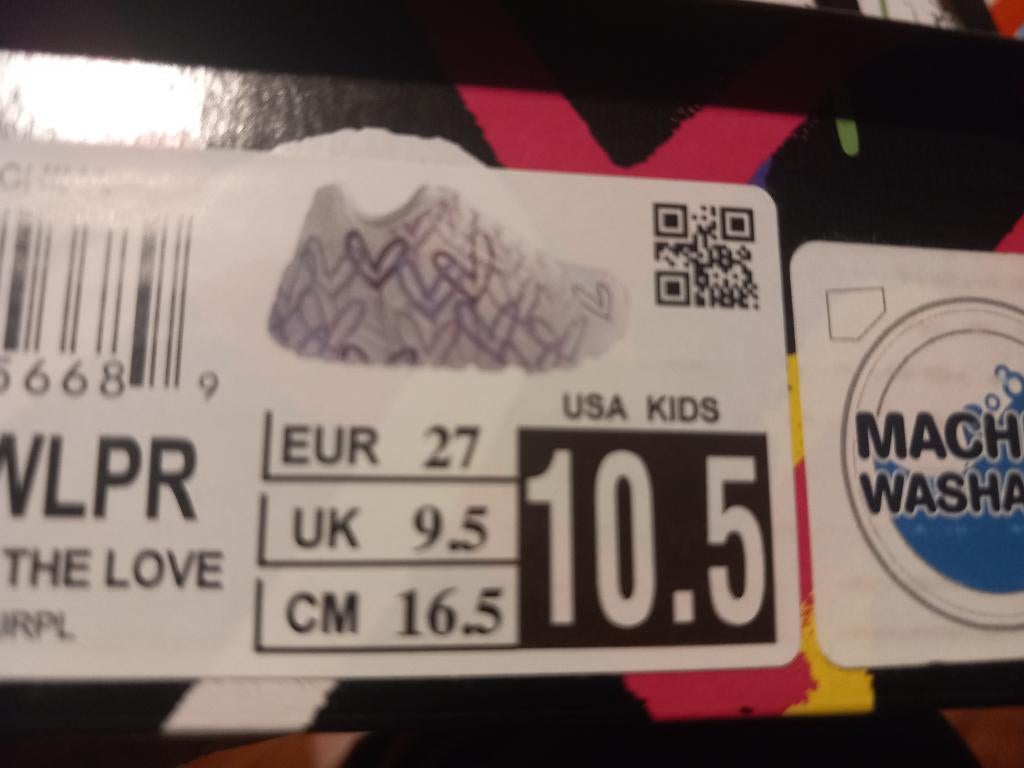 5668 9
WLPR
THE LOVE
USA KIDS
10.5
EUR 27
UK 9.5
CM 16.5
MACH
WASHA